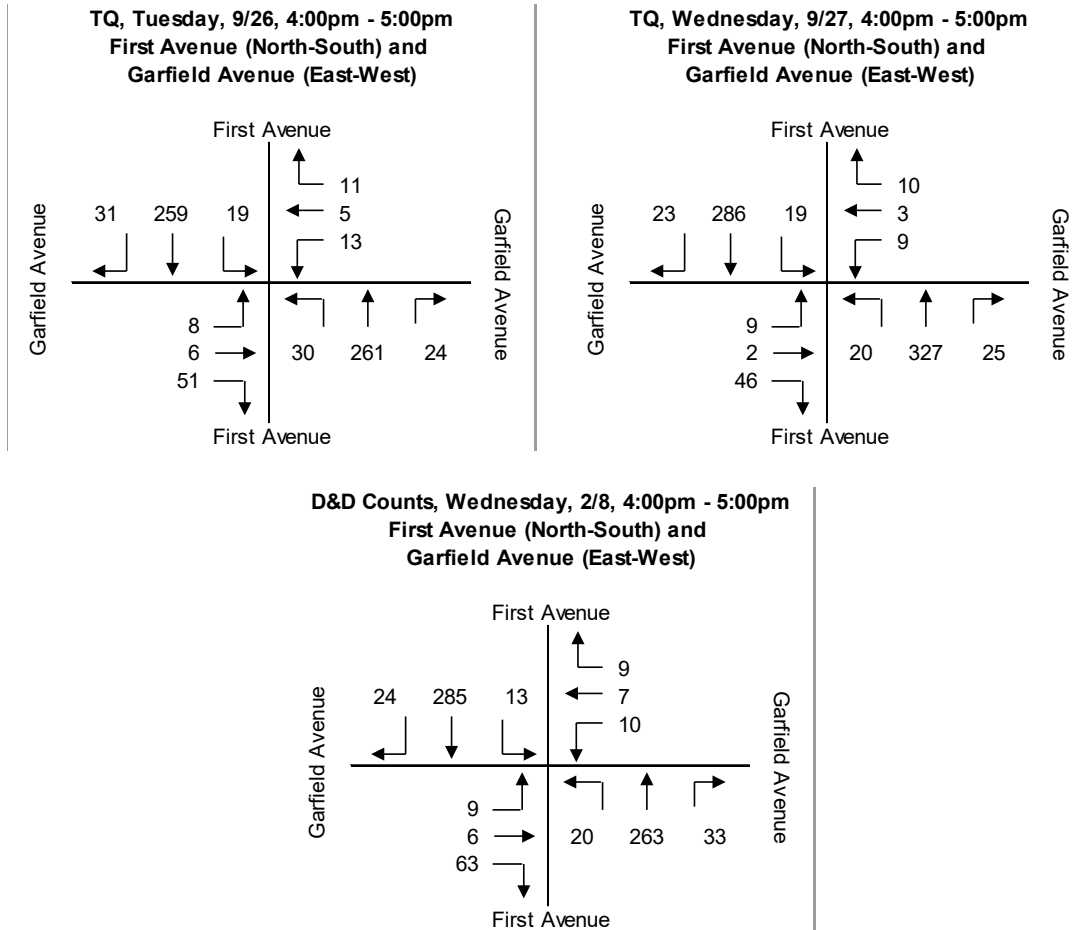 TQ, Tuesday, 9/26, 4:00pm - 5:00pm
First Avenue (North-South) and
Garfield Avenue (East-West)
First Avenue
11
31 259 19 5
13
Garfield Avenue
Garfield Avenue
8
6 30 261 24
51
First Avenue
TQ, Wednesday, 9/27, 4:00pm - 5:00pm
First Avenue (North-South) and
Garfield Avenue (East-West)
First Avenue
10
23 286 19 3
9
Garfield Avenue
Garfield Avenue
9
2 20 327 25
46
First Avenue
D&D Counts, Wednesday, 2/8, 4:00pm - 5:00pm
First Avenue (North-South) and
Garfield Avenue (East-West)
First Avenue
9
24 285 13 7
10
Garfield Avenue
Garfield Avenue
9
6 20 263 33
63
First Avenue